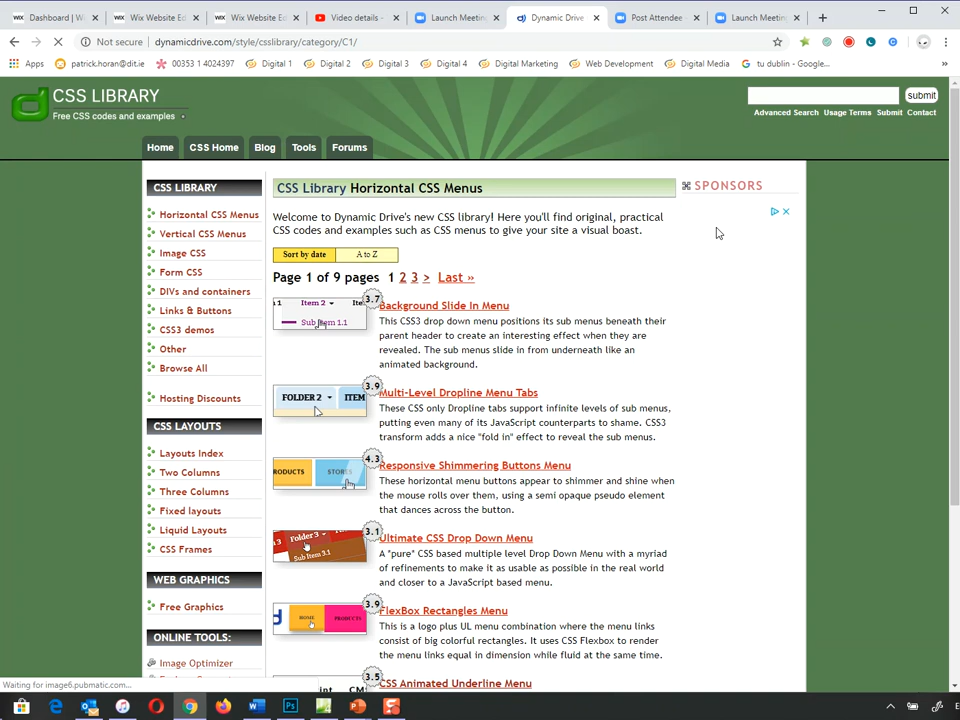 Dashboard | W
Wix Website Ed
Wix Website Ed
Video details -
Launch Meetin
Dynamic Drive
Post Attendee
Launch Meetin
Not secure | dynamicdrive.com/style/csslibrary/category/C1/
Apps
patrick.horan@dit.ie
00353 1 4024397
Digital 1
Digital 2
Digital 3
Digital 4
Digital Marketing
Web Development
Digital Media
tu dublin - Google...
CSS LIBRARY
Free CSS codes and examples
submit
Advanced Search Usage Terms Submit Contact
Home
CSS Home
Blog
Tools
Forums
CSS LIBRARY
Horizontal CSS Menus
Vertical CSS Menus
Image CSS
Form CSS
DIVs and containers
Links & Buttons
CSS3 demos
Other
Browse All
Hosting Discounts
CSS LAYOUTS
Layouts Index
Two Columns
Three Columns
Fixed layouts
Liquid Layouts
CSS Frames
WEB GRAPHICS
Free Graphics
ONLINE TOOLS:
Image Optimizer
CSS Library Horizontal CSS Menus
Welcome to Dynamic Drive's new CSS library! Here you'll find original, practical
CSS codes and examples such as CSS menus to give your site a visual boast.
Sort by date
A to Z
Page 1 of 9 pages 1 2 3 > Last »
Item 2
Sub Item 1.1
3.7
Background Slide In Menu
This CSS3 drop down menu positions its sub menus beneath their
parent header to create an interesting effect when they are
revealed. The sub menus slide in from underneath like an
animated background.
FOLDER 2
ITEM
3.9
Multi-Level Dropline Menu Tabs
These CSS only Dropline tabs support infinite levels of sub menus,
putting even many of its JavaScript counterparts to shame. CSS3
transform adds a nice "fold in" effect to reveal the sub menus.
RODUCTS
4.3
Responsive Shimmering Buttons Menu
These horizontal menu buttons appear to shimmer and shine when
the mouse rolls over them, using a semi opaque pseudo element
that dances across the button.
Folder 3
Sub Item 3.1
3.1
Ultimate CSS Drop Down Menu
A "pure" CSS based multiple level Drop Down Menu with a myriad
of refinements to make it as usable as possible in the real world
and closer to a JavaScript based menu.
HOME
PRODUCTS
3.9
FlexBox Rectangles Menu
This is a logo plus UL menu combination where the menu links
consist of big colorful rectangles. It uses CSS Flexbox to render
the menu links equal in dimension while fluid at the same time.
3.5
CSS Animated Underline Menu
SPONSORS
Waiting for image6.pubmatic.com...